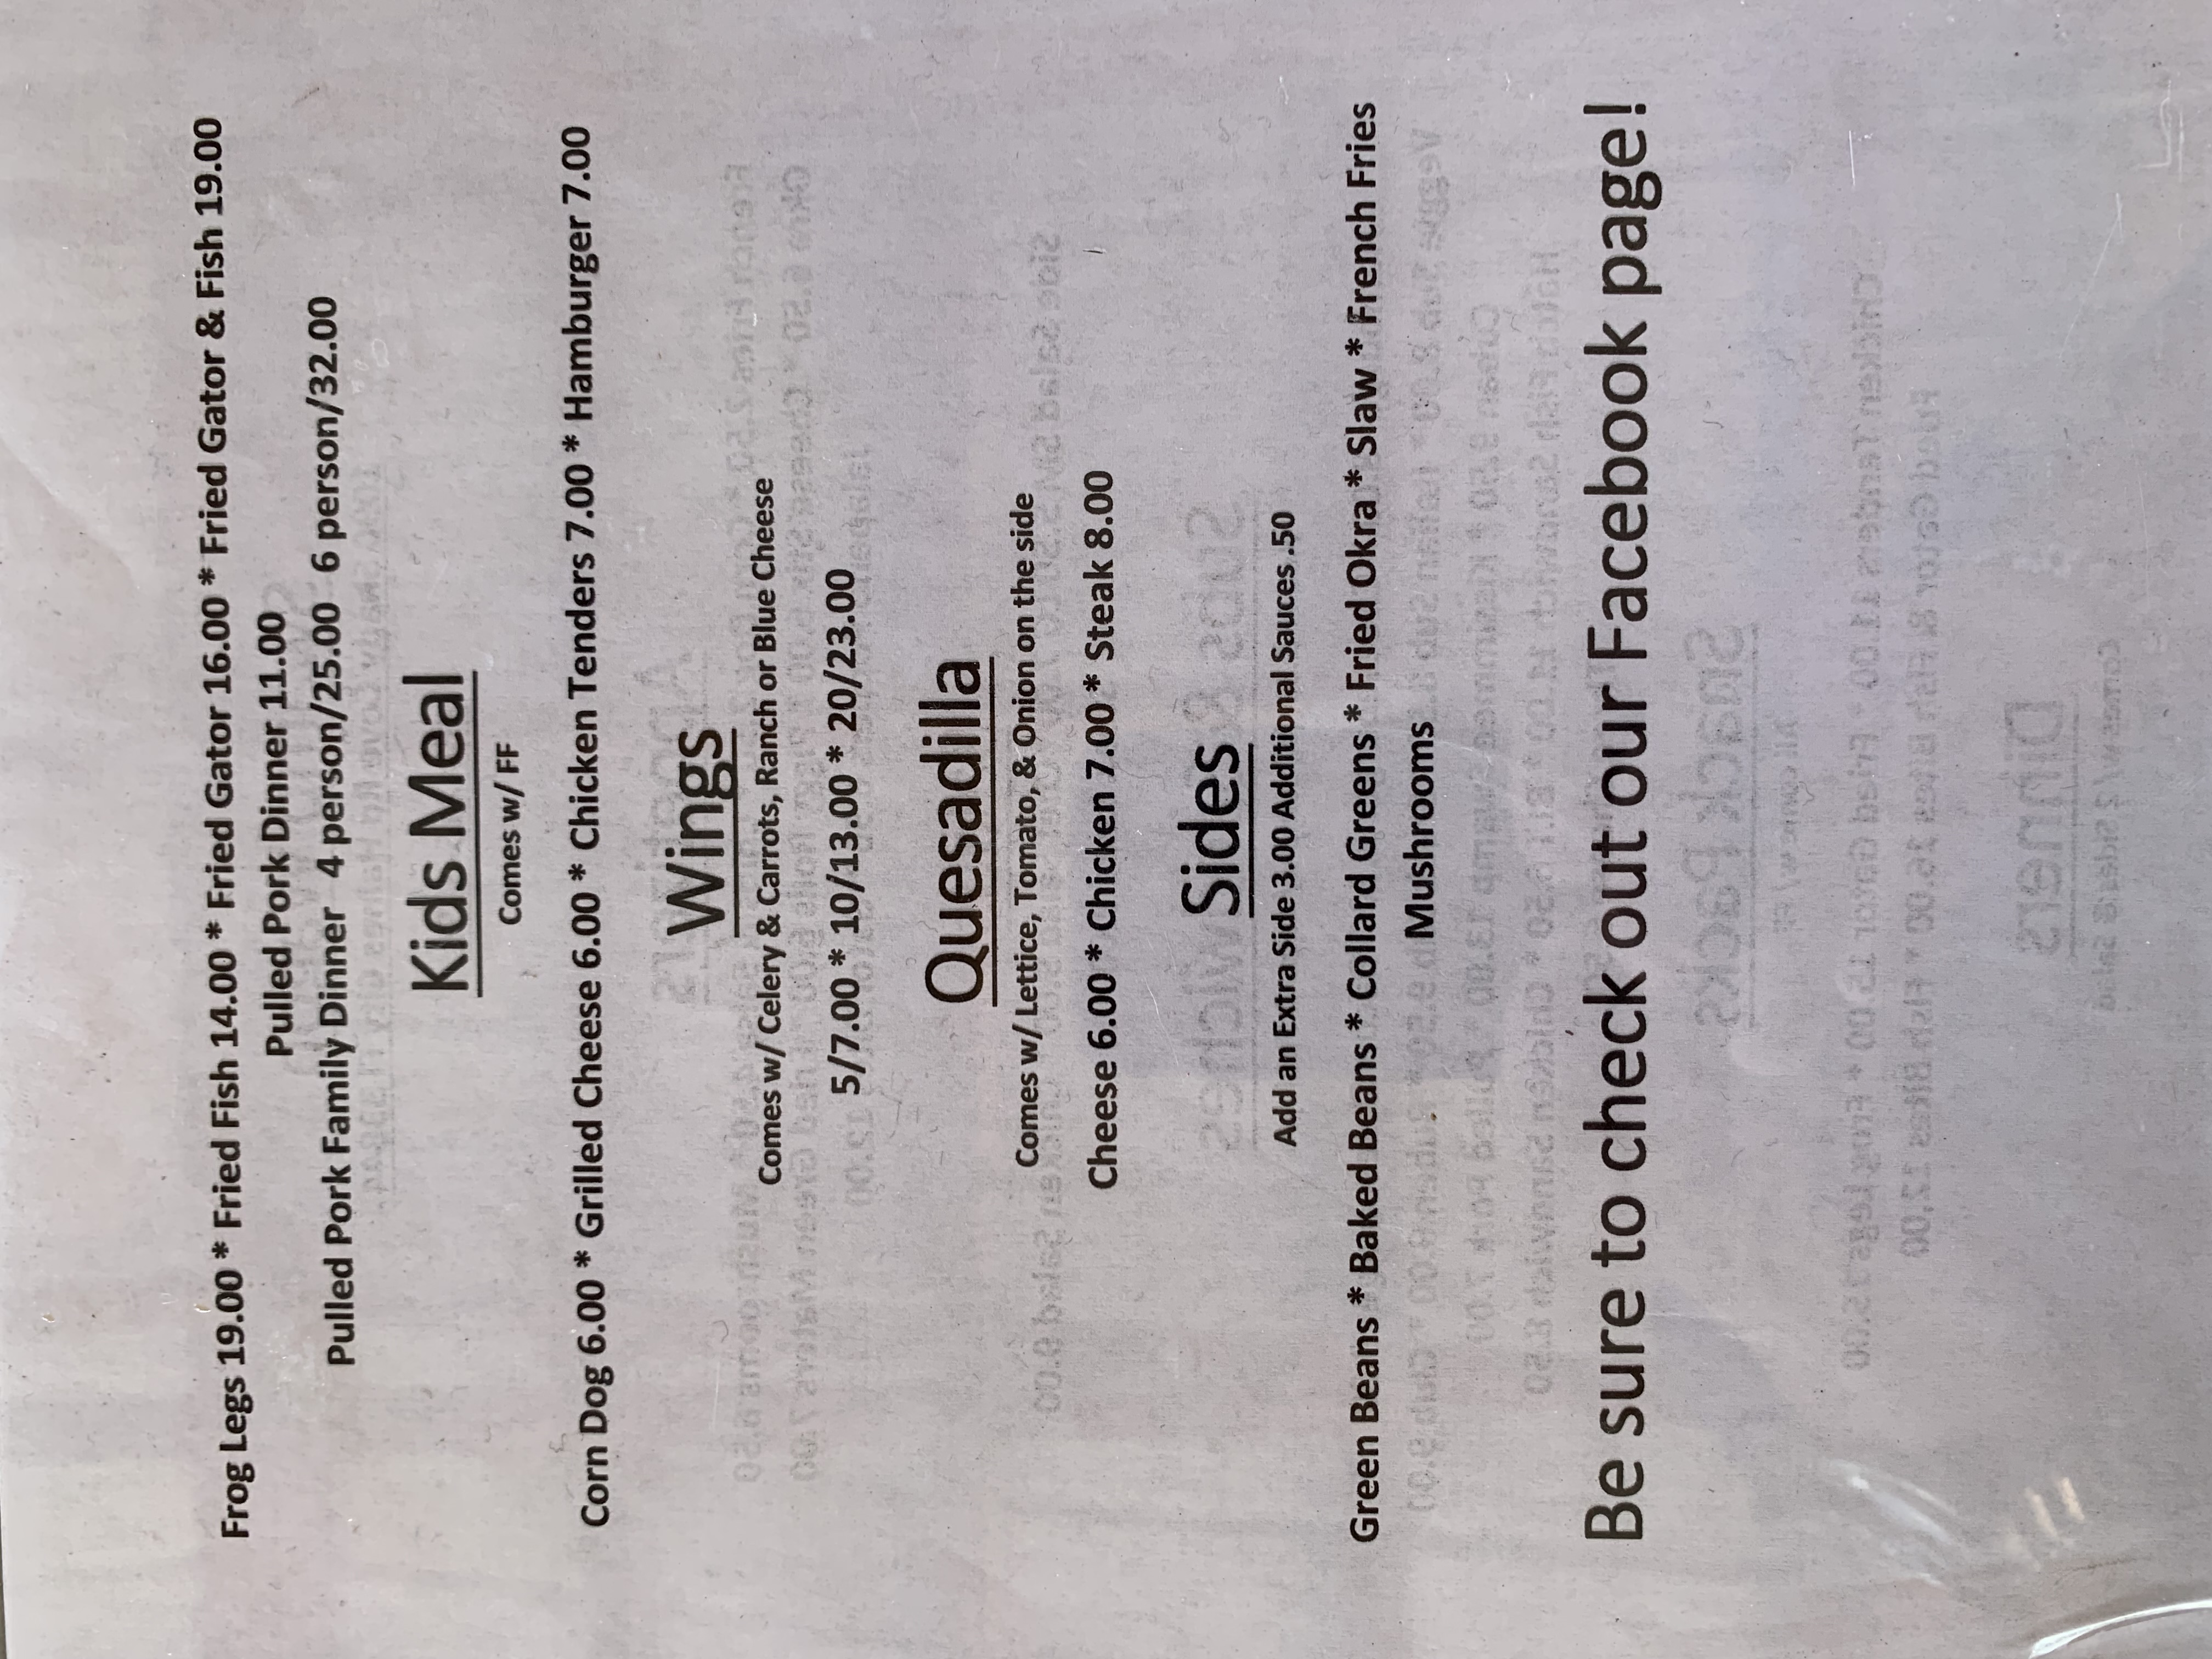 Frog Legs 19.00 * Fried Fish 14.00 * Fried Gator 16.00 * Fried Gator & Fish 19.00
Pulled Pork Dinner 11.00
Pulled Pork Family Dinner 4 person/25.00 6 person/32.00
Kids Meal
Comes w/ FF
Corn Dog 6.00 * Grilled Cheese 6.00 * Chicken Tenders 7.00 * Hamburger 7.00
Wings
Comes w/ Celery & Carrots, Ranch or Blue Cheese
5/7.00 * 10/13.00 * 20/23.00
Quesadilla
Comes w/ Lettice, Tomato, & Onion on the side
Cheese 6.00 * Chicken 7.00 * Steak 8.00
Sides
Add an Extra Side 3.00 Additional Sauces .50
Green Beans * Baked Beans * Collard Greens * Fried Okra * Slaw * French Fries
Mushrooms
Be sure to check out our Facebook page!